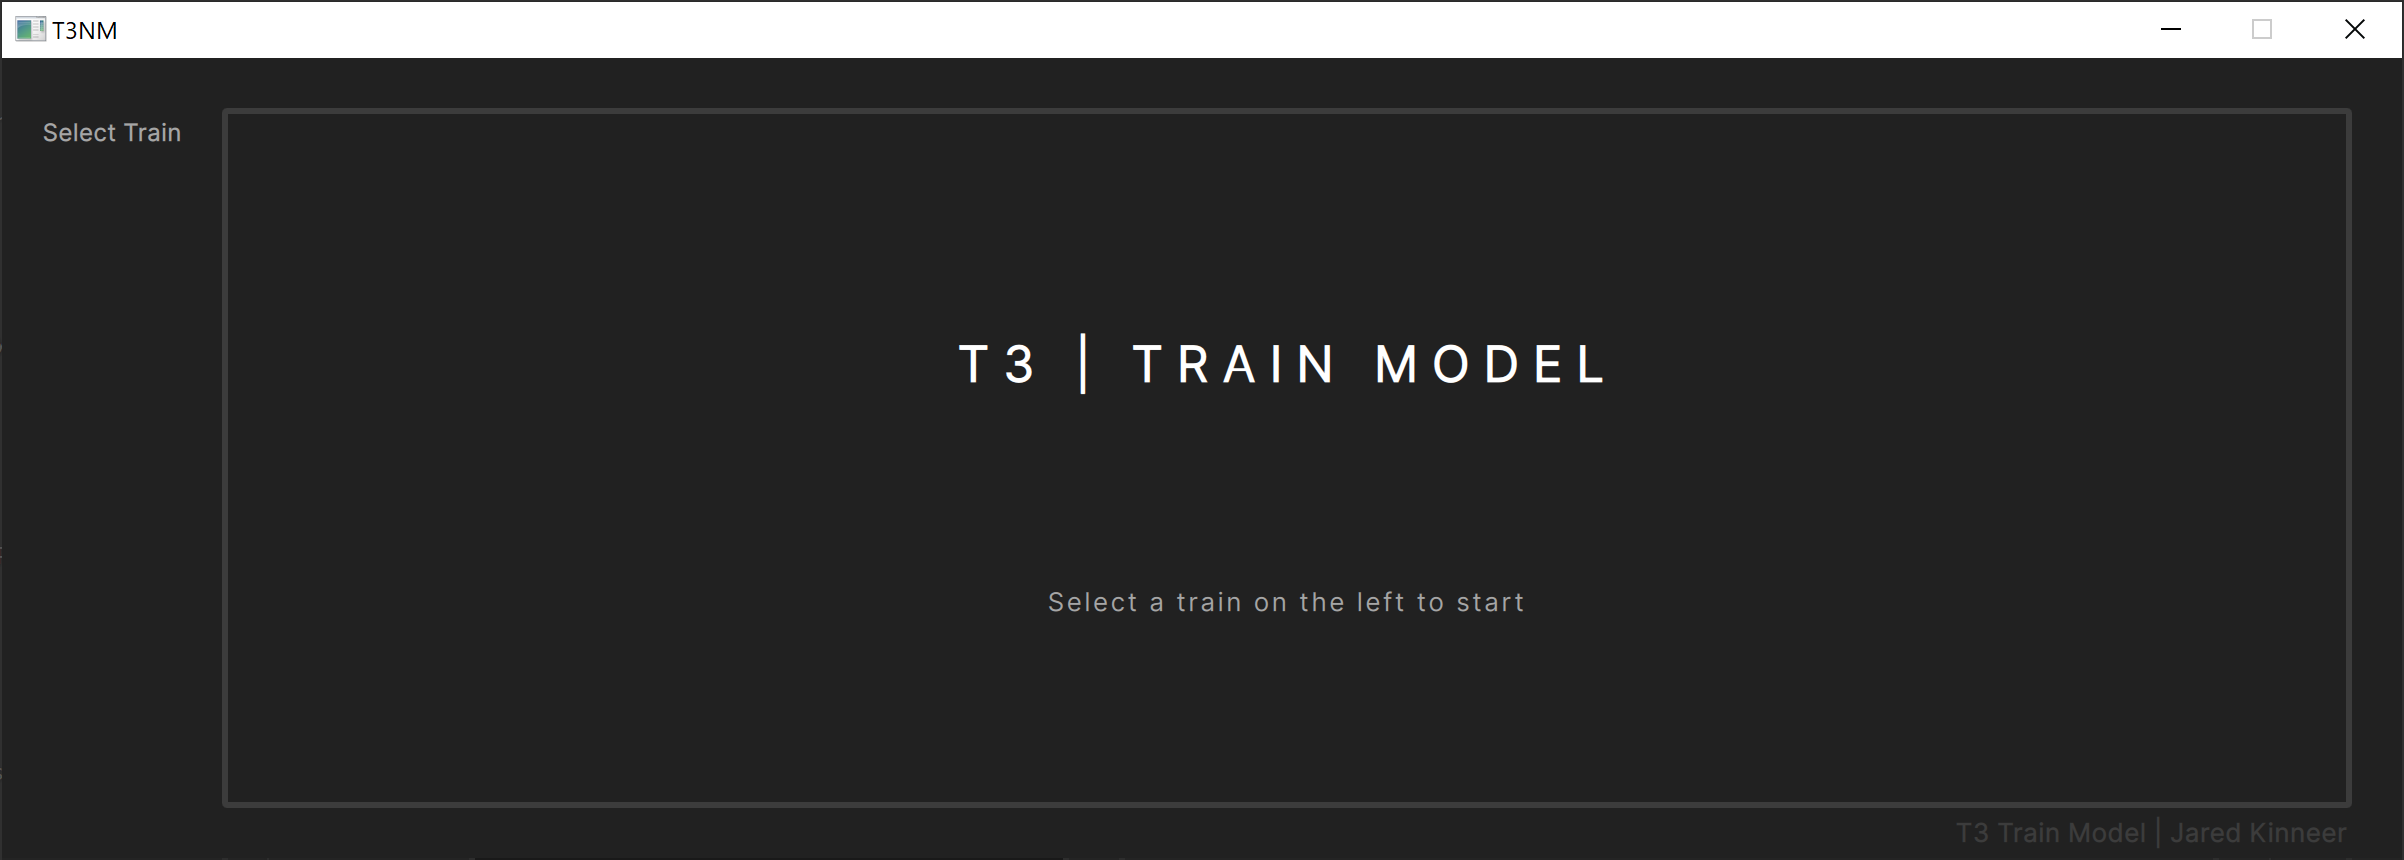 T3NM
Select Train
T3 | TRAIN MODEL
Select a train on the left to start
T3 Train Model | Jared Kinneer